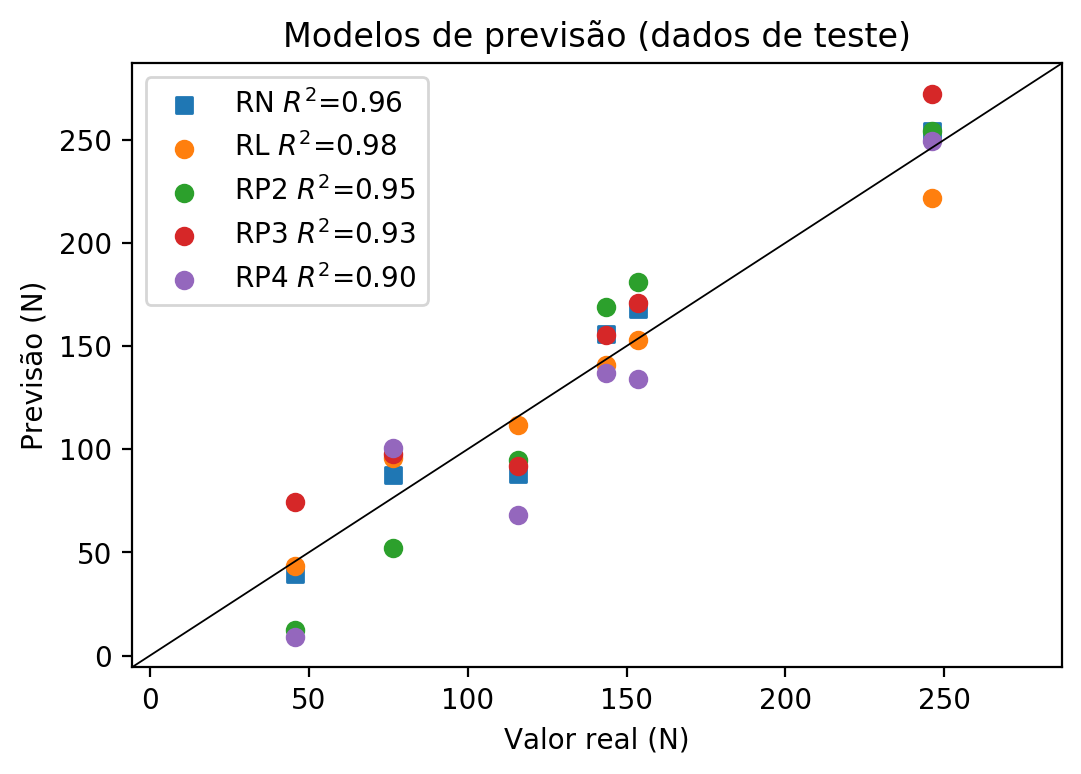 Modelos de previsão (dados de teste)
RN R²=0.96
RL R²=0.98
RP2 R²=0.95
RP3 R²=0.93
RP4 R²=0.90
Previsão (N)
250
200
150
100
50
0
0 50 100 150 200 250
Valor real (N)